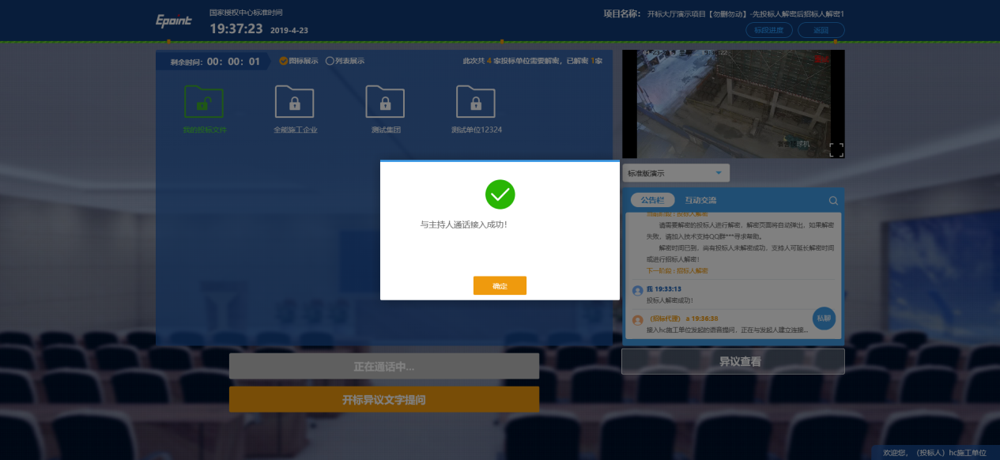 Epoint
国家授权中心标准时间
19:37:23 2019-4-23
项目名称： 开标大厅演示项目【勿删勿动】-先投标人解密后招标人解密1
标段进度 返回
剩余时间：00：00：01 图标展示 列表展示 此次共 4 家投标单位需要解密，已解密 1家
我的投标文件 全能施工企业 测试集团 测试单位12324
与主持人通话接入成功！
确定
标准版演示
公告栏 互动交流
当前阶段：投标人解密
请需要解密的投标人进行解密，解密页面将自动弹出，如果解密
失败，请加入技术支持QQ群***寻求帮助。
解密时间已到，尚有投标人未解密成功，支持人可延长解密时间
或进行招标人解密！
下一阶段：招标人解密
我 19:33:13
投标人解密成功！
（招标代理） a 19:36:38
接入hc施工单位发起的语音提问，正在与发起人建立连接...
私聊
正在通话中...
异议查看
开标异议文字提问
欢迎您，（投标人）hc施工单位